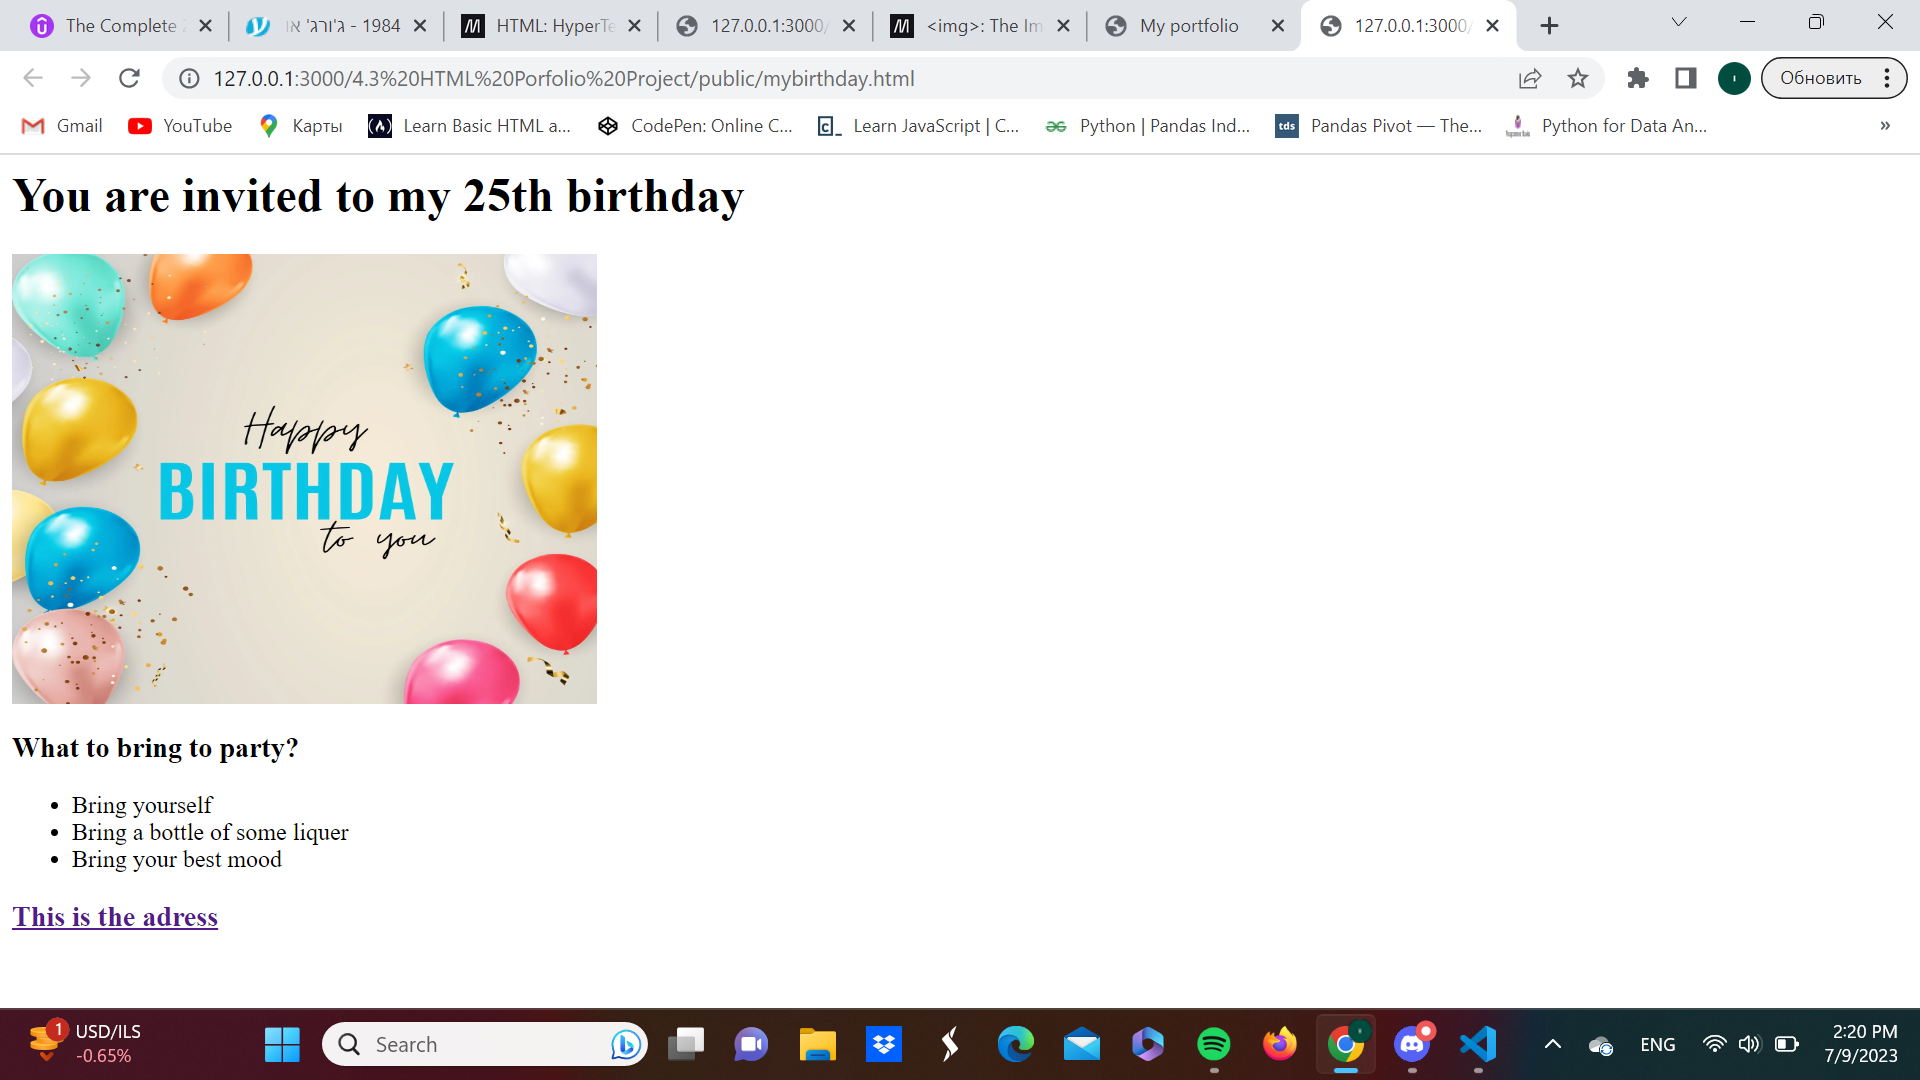 The Complete
1984 - ג'ורג' או
HTML: HyperTe
127.0.0.1:3000/
<img>: The Im
My portfolio
127.0.0.1:3000/
127.0.0.1:3000/4.3%20HTML%20Porfolio%20Project/public/mybirthday.html
Обновить
Gmail
YouTube
Карты
Learn Basic HTML a...
CodePen: Online C...
Learn JavaScript | C...
Python | Pandas Ind...
tds
Pandas Pivot — The...
Python for Data An...
You are invited to my 25th birthday
Happy
BIRTHDAY
to you
What to bring to party?
Bring yourself
Bring a bottle of some liquer
Bring your best mood
This is the adress
1
USD/ILS
-0.65%
Search
ENG
2:20 PM
7/9/2023